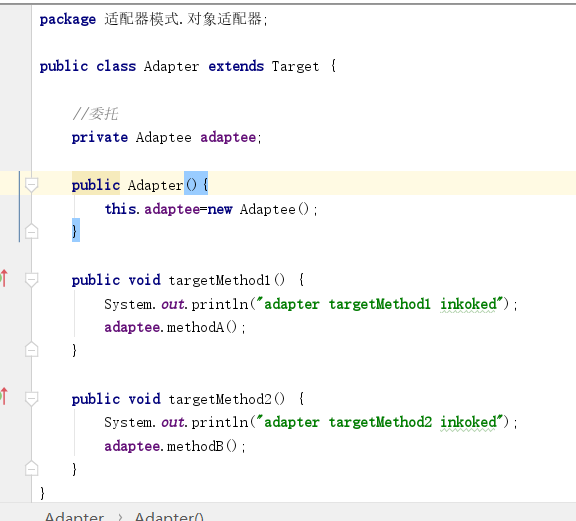 package 适配器模式.对象适配器;
public class Adapter extends Target {
//委托
private Adaptee adaptee;
public Adapter(){
this.adaptee=new Adaptee();
}
public void targetMethod1() {
System.out.println("adapter targetMethod1 inkoked");
adaptee.methodA();
}
public void targetMethod2() {
System.out.println("adapter targetMethod2 inkoked");
adaptee.methodB();
}
}
Adapter › Adapter()